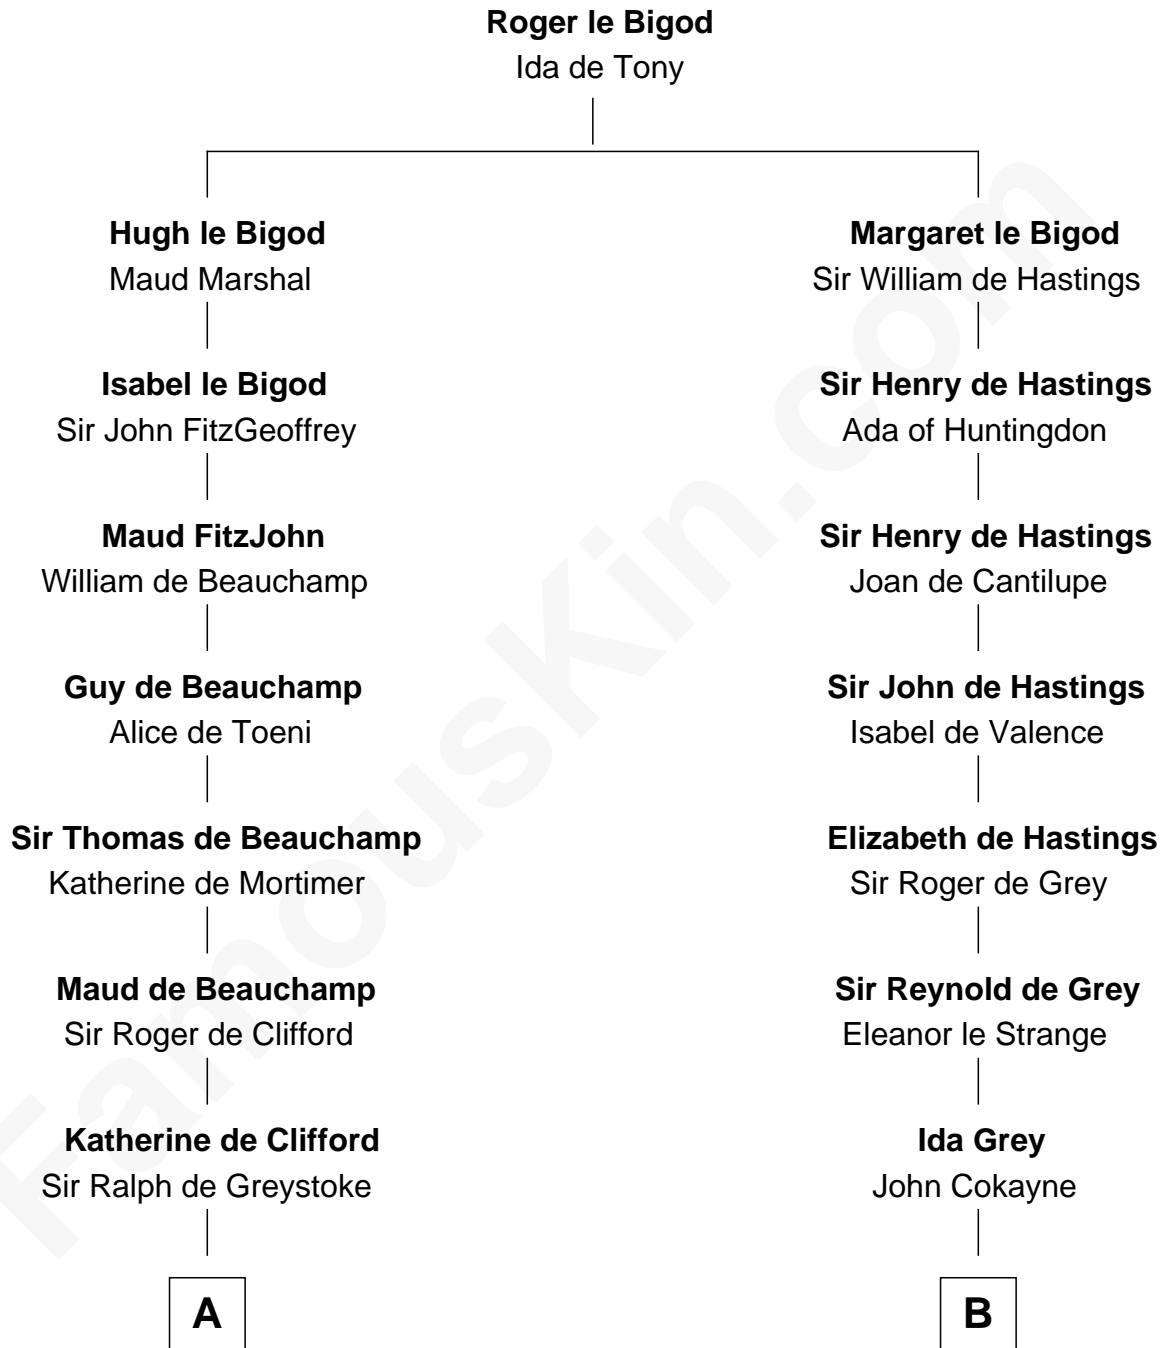 Roger le Bigod
Ida de Tony
Hugh le Bigod
Maud Marshal
Margaret le Bigod
Sir William de Hastings
Isabel le Bigod
Sir John FitzGeoffrey
Sir Henry de Hastings
Ada of Huntingdon
Maud FitzJohn
William de Beauchamp
Sir Henry de Hastings
Joan de Cantilupe
Guy de Beauchamp
Alice de Toeni
Sir John de Hastings
Isabel de Valence
Sir Thomas de Beauchamp
Katherine de Mortimer
Elizabeth de Hastings
Sir Roger de Grey
Maud de Beauchamp
Sir Roger de Clifford
Sir Reynold de Grey
Eleanor le Strange
Katherine de Clifford
Sir Ralph de Greystoke
Ida Grey
John Cokayne
A
B
FamousKin.com